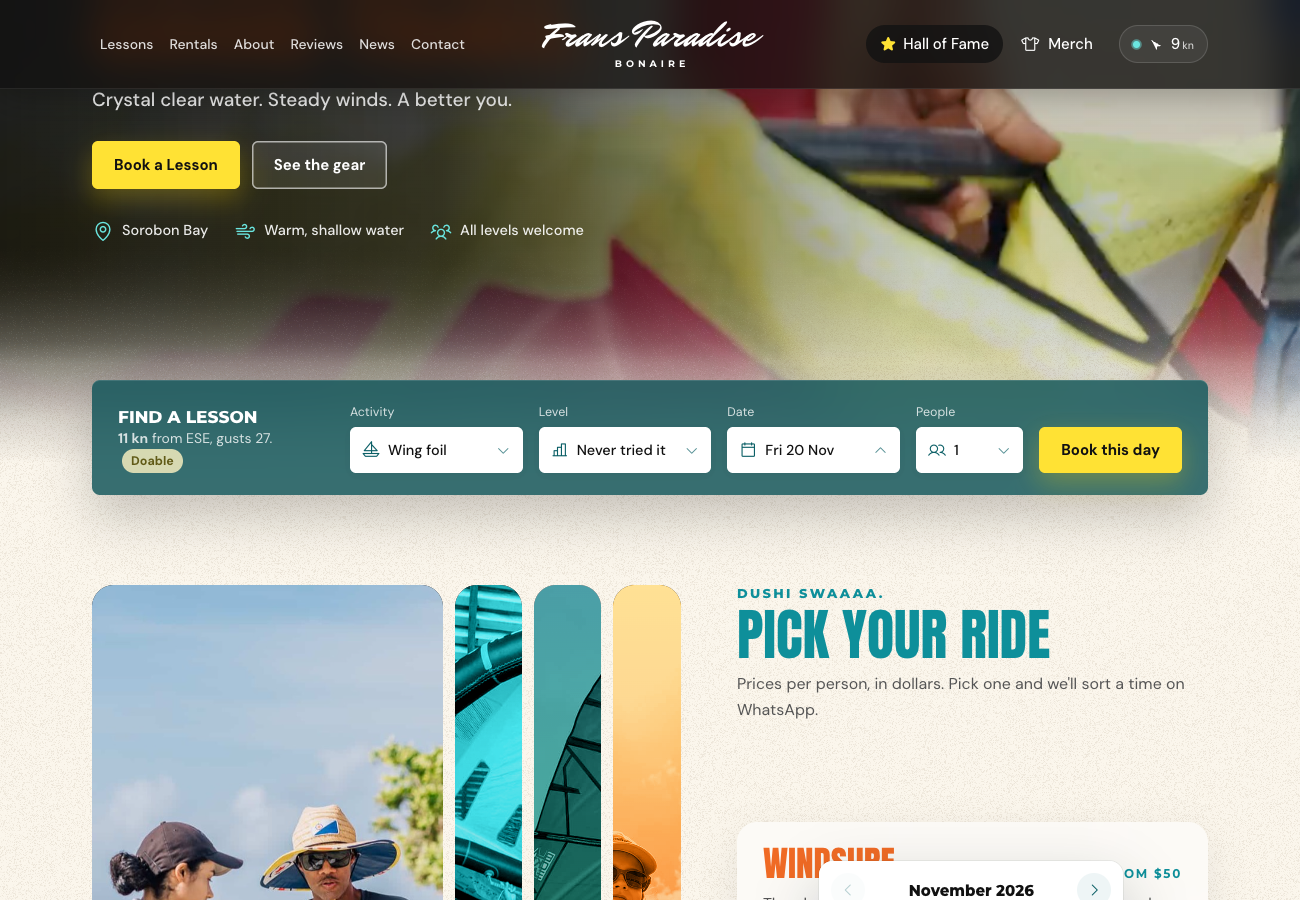 Lessons Rentals About Reviews News Contact
Frans Paradise
BONAIRE
Hall of Fame
Merch
9 kn
Crystal clear water. Steady winds. A better you.
Book a Lesson
See the gear
Sorobon Bay
Warm, shallow water
All levels welcome
FIND A LESSON
11 kn from ESE, gusts 27.
Doable
Activity
Wing foil
Level
Never tried it
Date
Fri 20 Nov
People
1
Book this day
DUSHI SWAAAA.
PICK YOUR RIDE
Prices per person, in dollars. Pick one and we'll sort a time on
WhatsApp.
WINDSURF
OM $50
November 2026